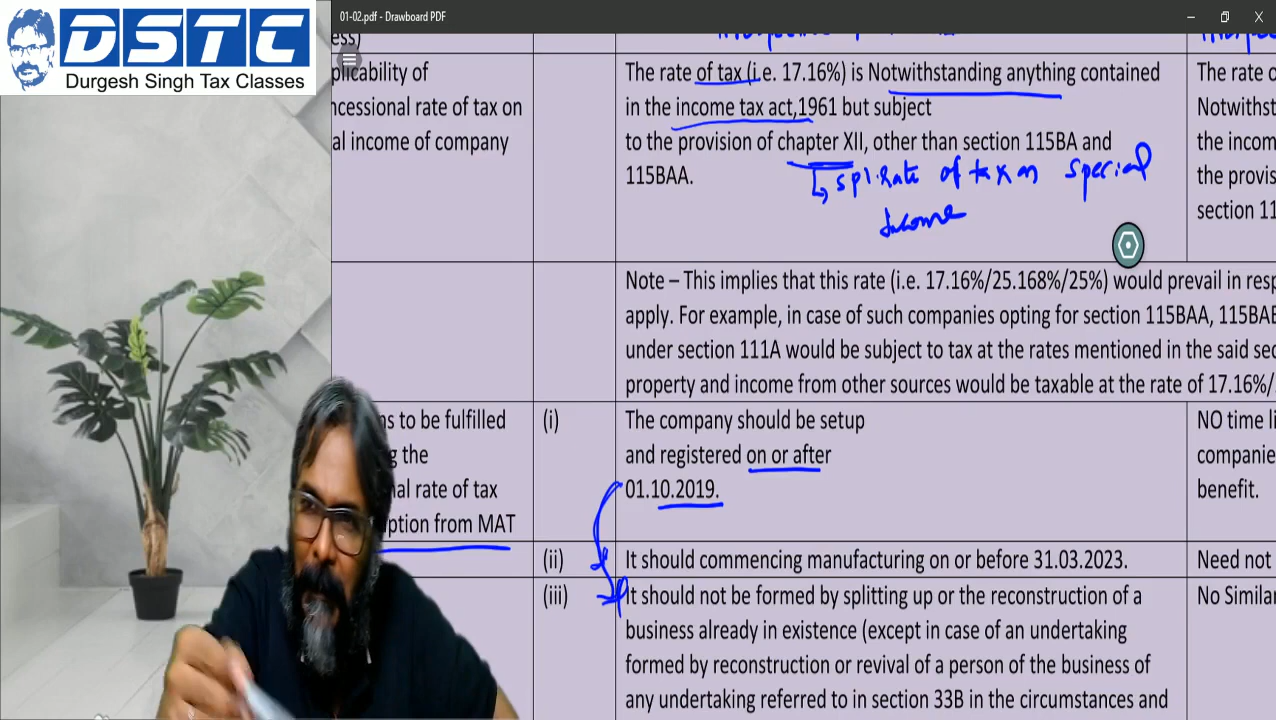 01-02.pdf - Drawboard PDF
DSTC
Durgesh Singh Tax Classes
ess)
plicability of
ncessional rate of tax on
al income of company
The rate of tax (i.e. 17.16%) is Notwithstanding anything contained
in the income tax act,1961 but subject
to the provision of chapter XII, other than section 115BA and
115BAA.
spl. Rate of tax on special
Income
The rate o
Notwithst
the incom
the provis
section 11
Note – This implies that this rate (i.e. 17.16%/25.168%/25%) would prevail in resp
apply. For example, in case of such companies opting for section 115BAA, 115BAB
under section 111A would be subject to tax at the rates mentioned in the said sec
property and income from other sources would be taxable at the rate of 17.16%/
ns to be fulfilled
g the
nal rate of tax
ption from MAT
(i)
The company should be setup
and registered on or after
01.10.2019.
NO time li
companie
benefit.
(ii)
It should commencing manufacturing on or before 31.03.2023.
Need not
(iii)
It should not be formed by splitting up or the reconstruction of a
business already in existence (except in case of an undertaking
formed by reconstruction or revival of a person of the business of
any undertaking referred to in section 33B in the circumstances and
No Similar